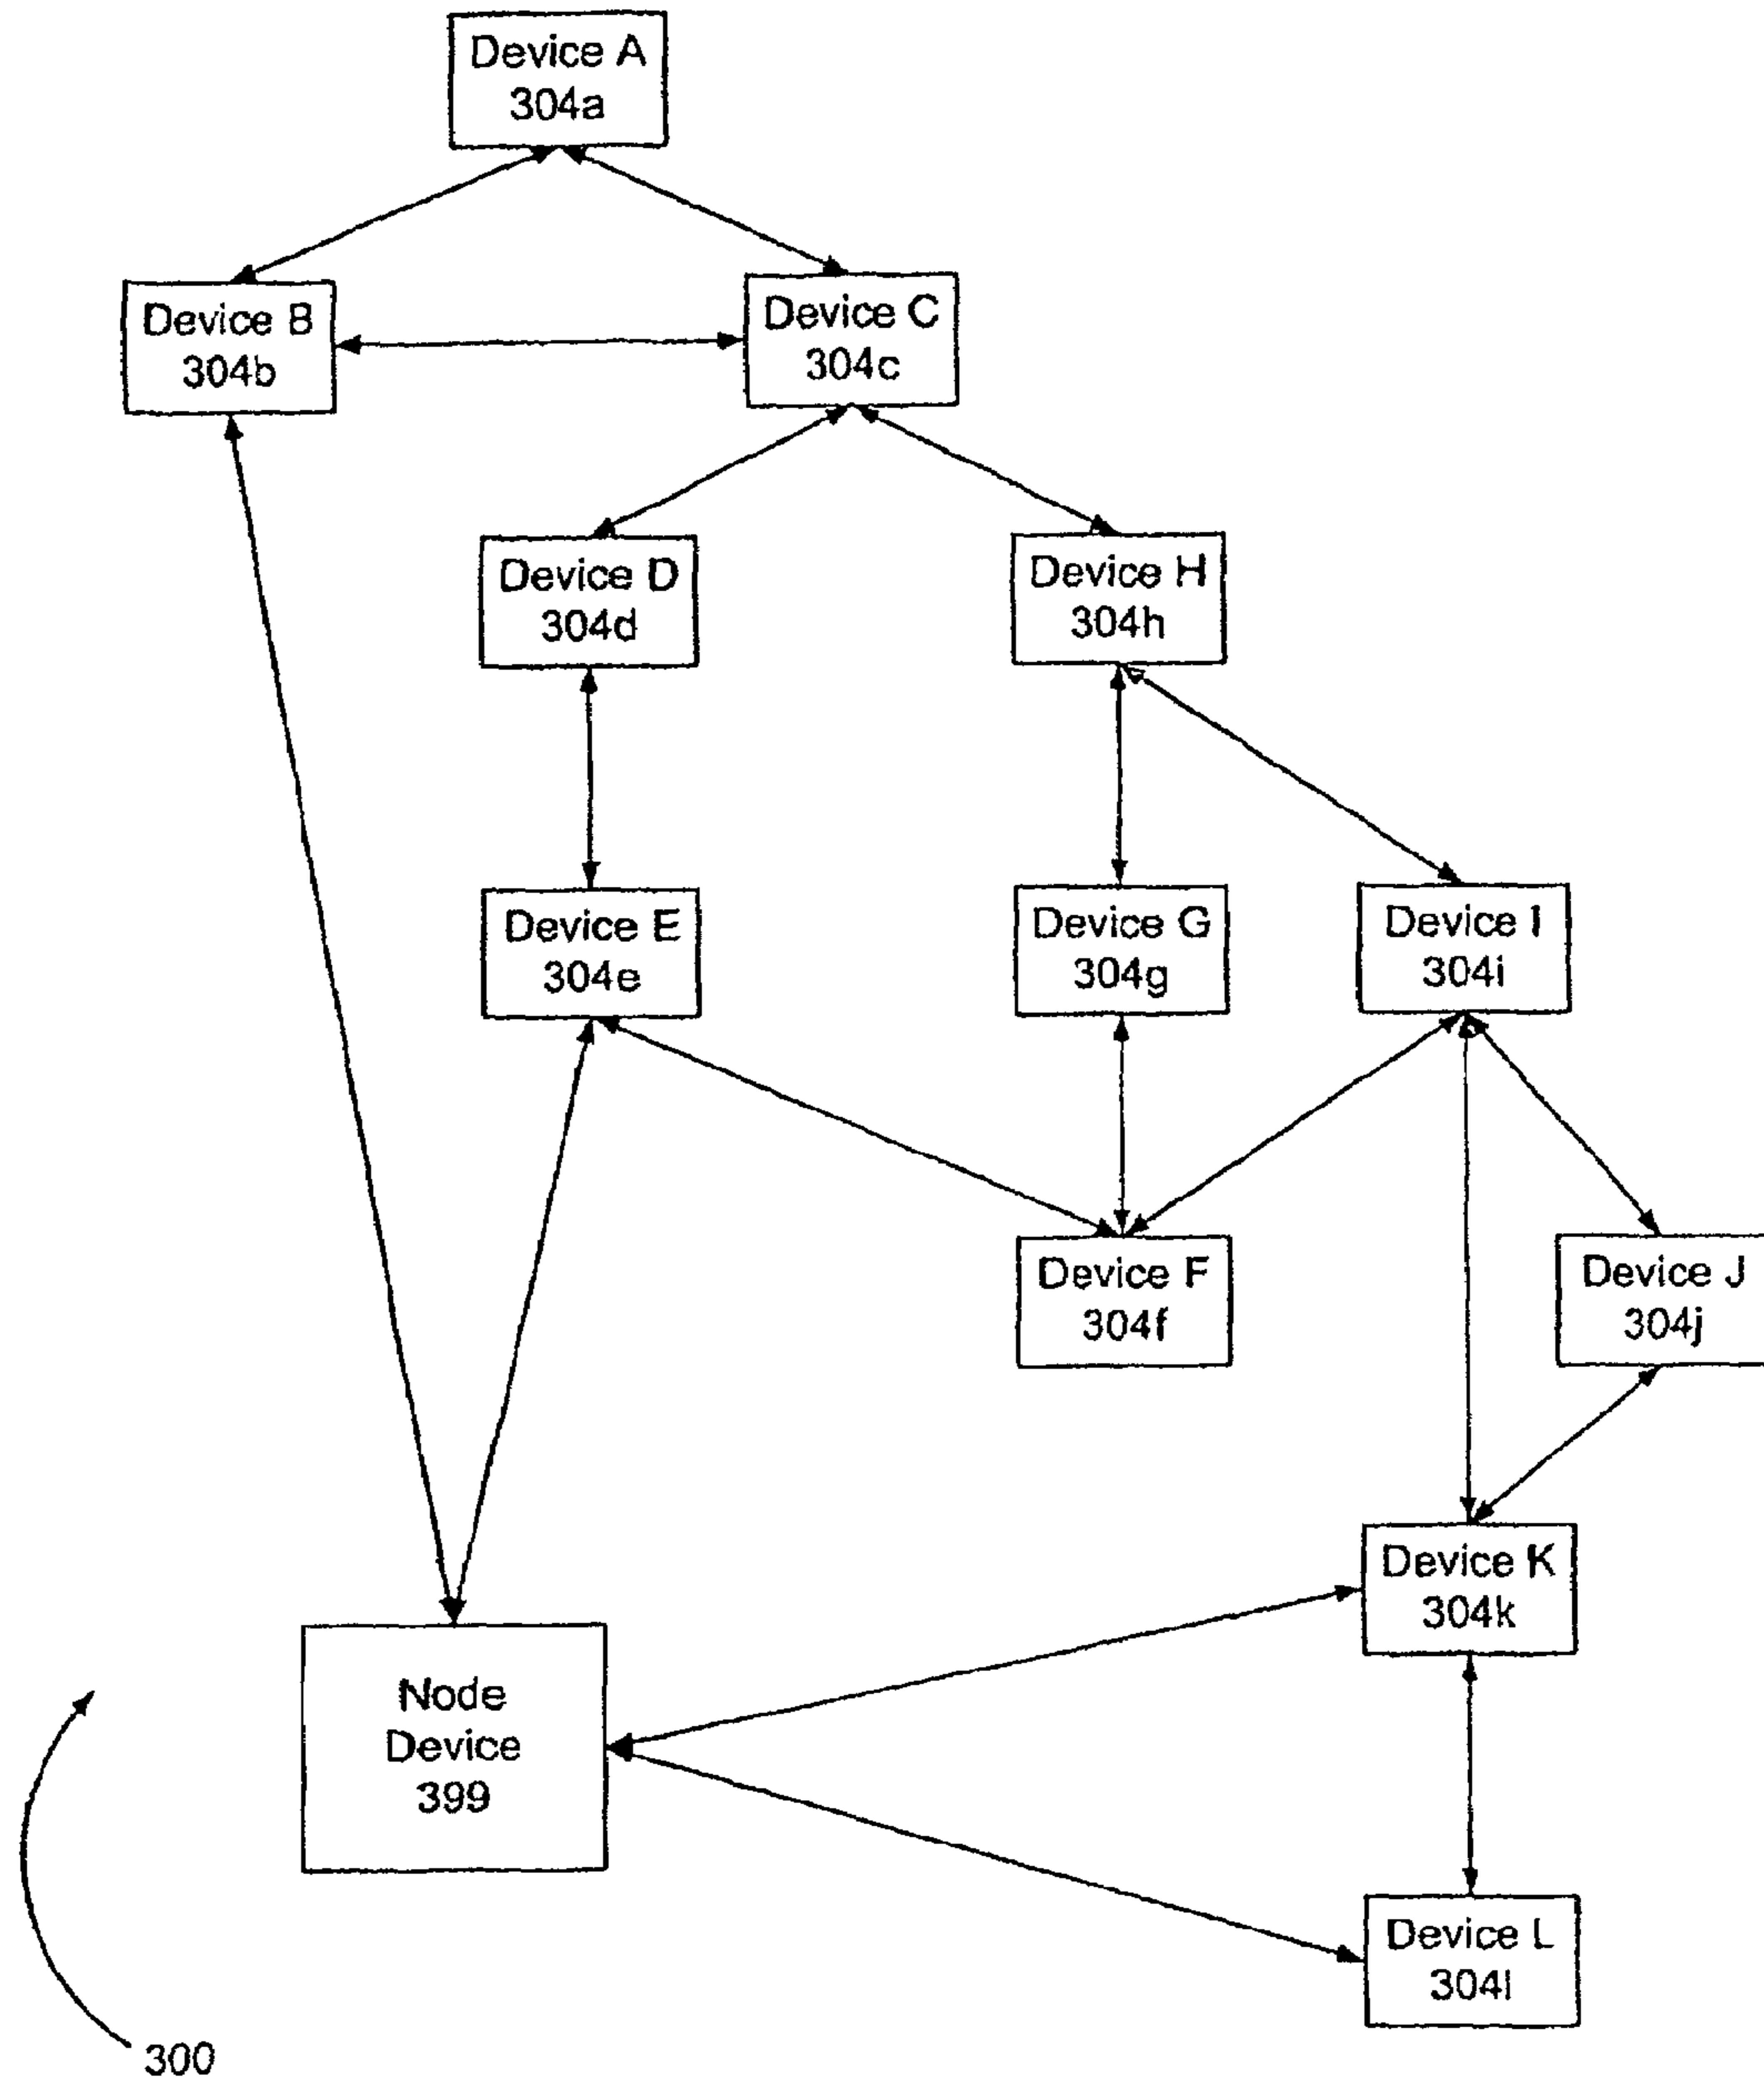 Device A
304a
Device B
304b
Device C
304c
Device D
304d
Device H
304h
Device E
304e
Device G
304g
Device I
304i
Device F
304f
Device J
304j
Device K
304k
Node
Device
399
Device L
304l
300